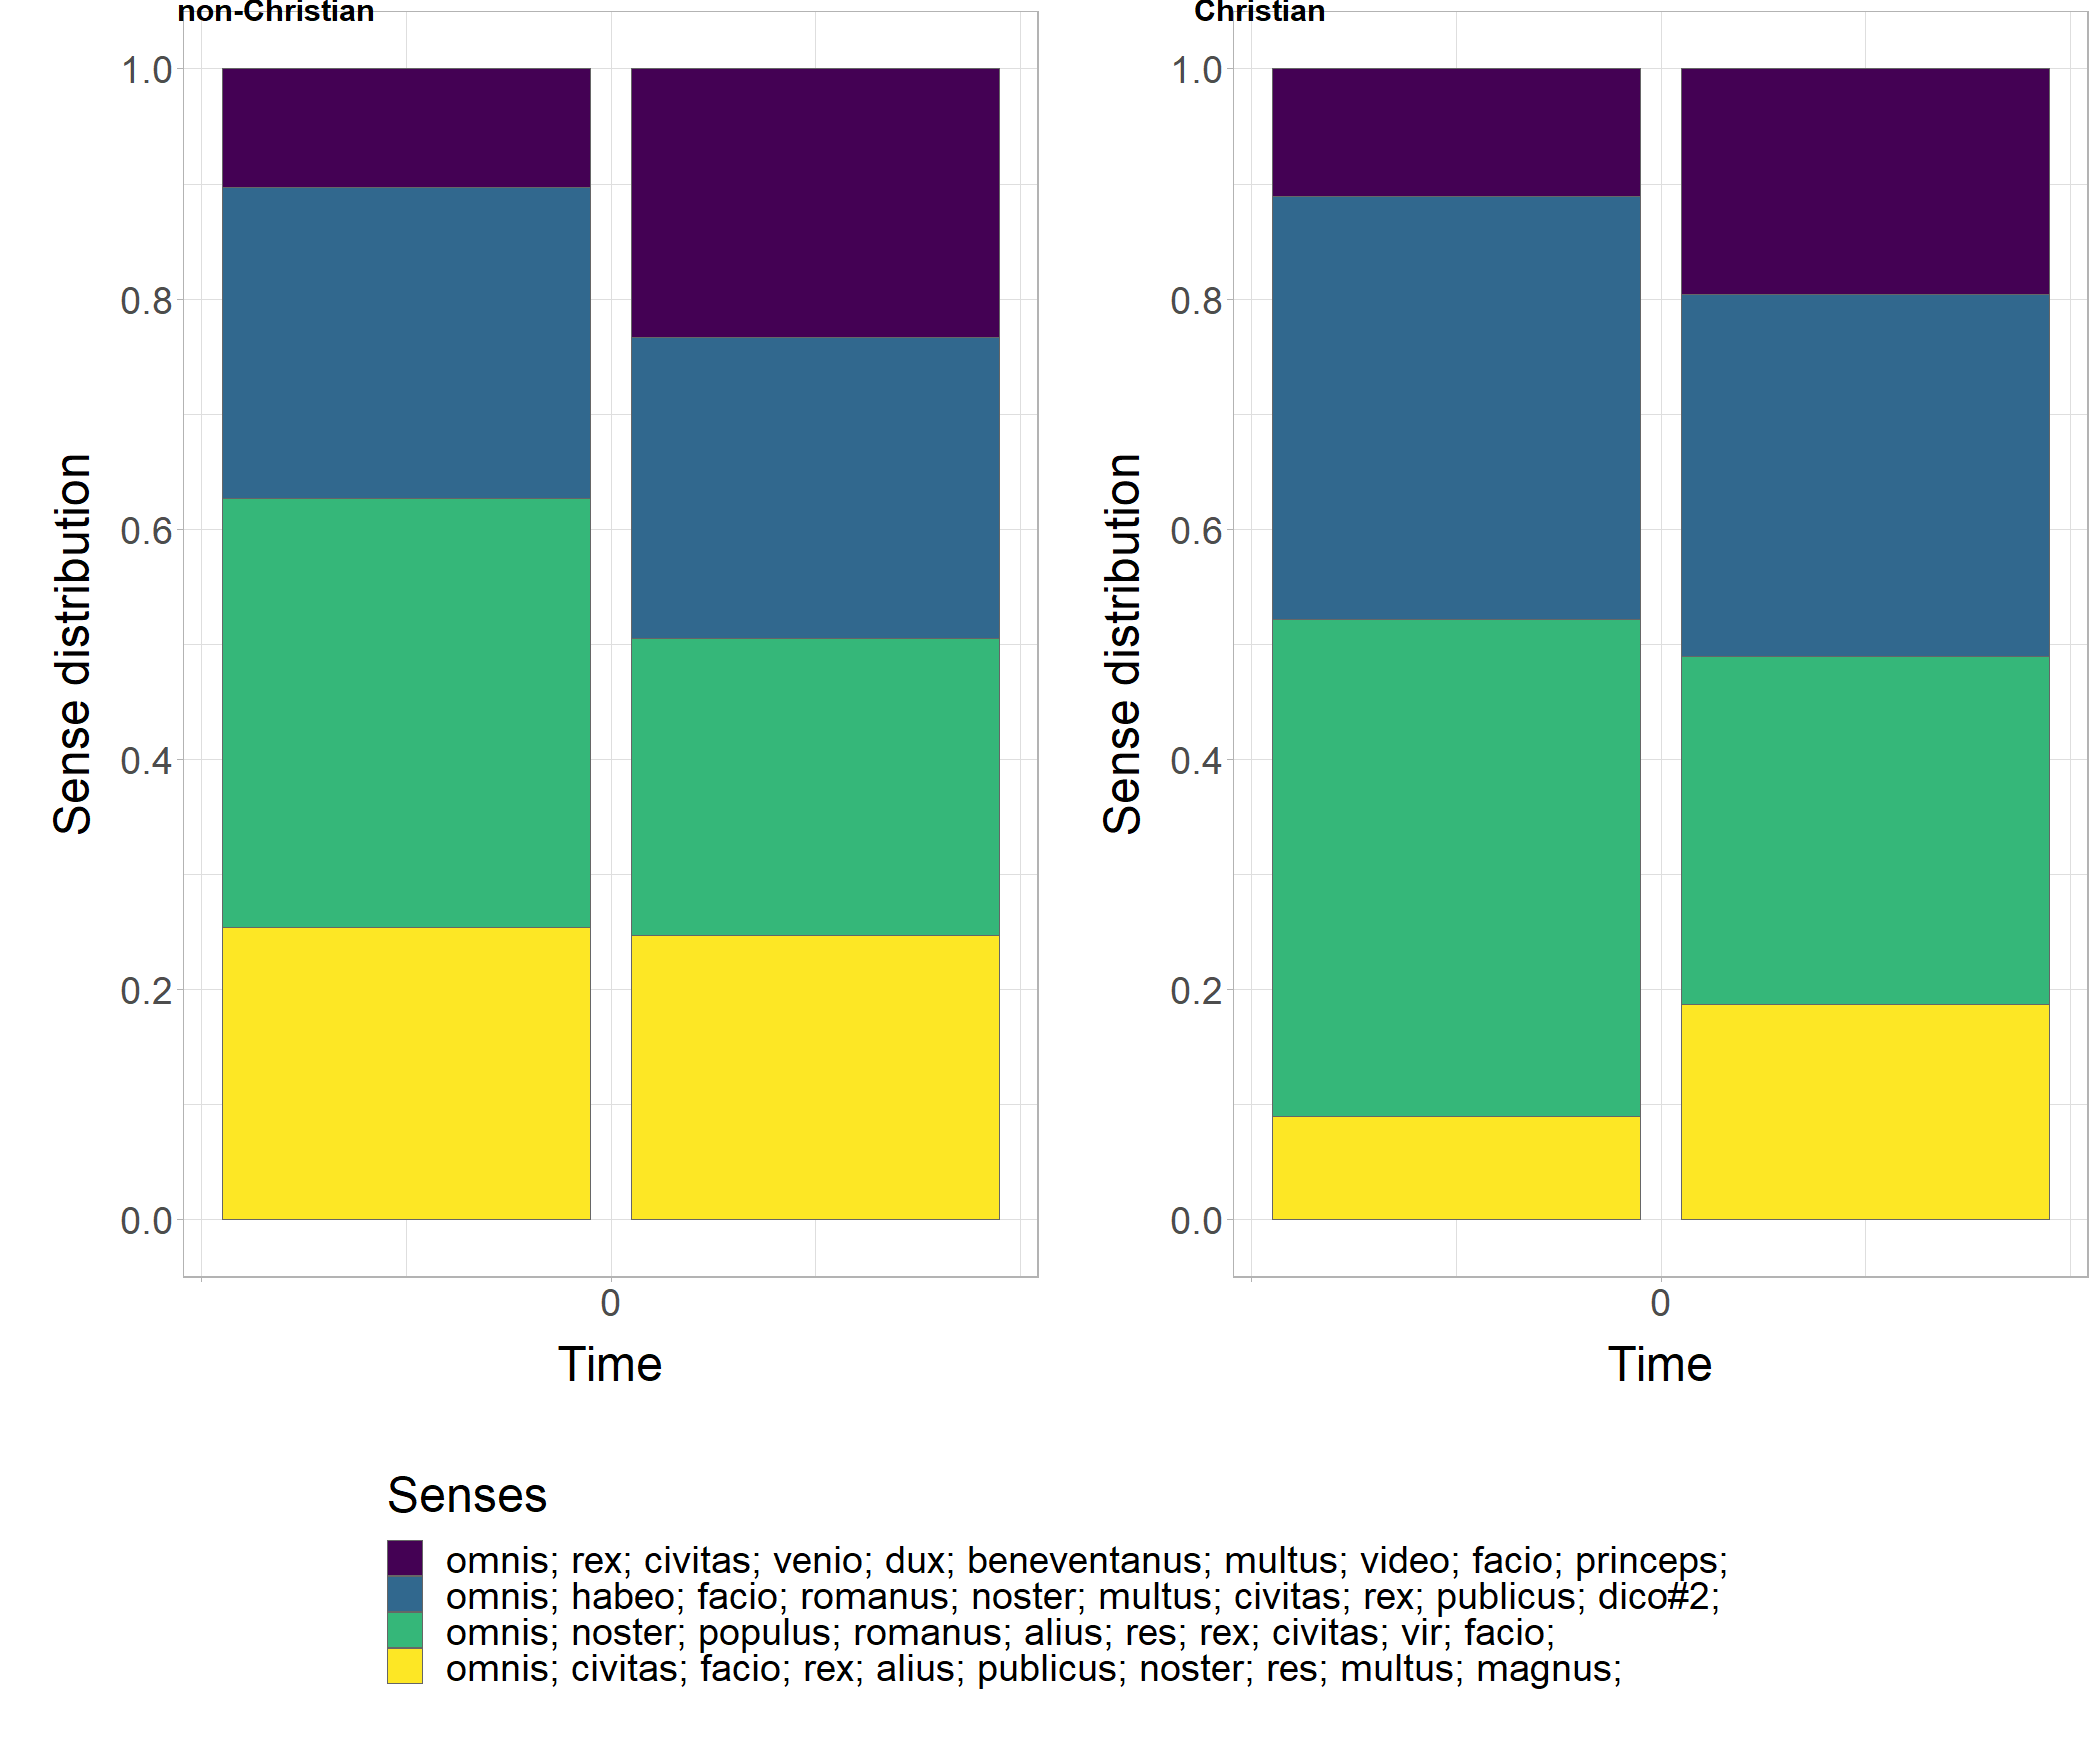 non-Christian
1.0
0.8
0.6
0.4
0.2
0.0
Sense distribution
0
Time
Christian
1.0
0.8
0.6
0.4
0.2
0.0
Sense distribution
0
Time
Senses
omnis; rex; civitas; venio; dux; beneventanus; multus; video; facio; princeps;
omnis; habeo; facio; romanus; noster; multus; civitas; rex; publicus; dico#2;
omnis; noster; populus; romanus; alius; res; rex; civitas; vir; facio;
omnis; civitas; facio; rex; alius; publicus; noster; res; multus; magnus;